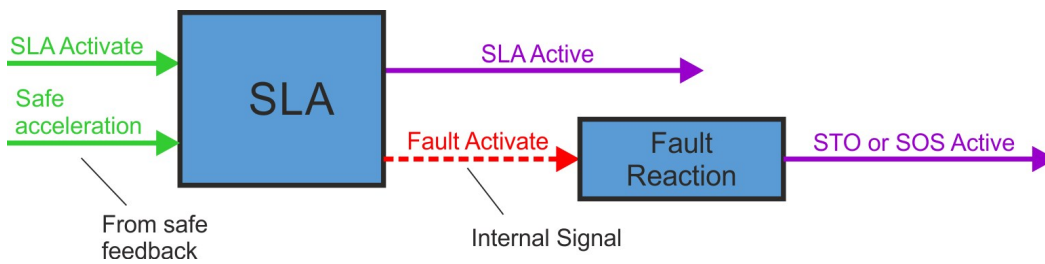 SLA Activate
Safe
acceleration
SLA
SLA Active
Fault Activate
Fault
Reaction
STO or SOS Active
From safe
feedback
Internal Signal